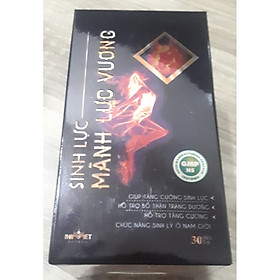 SINH LỰC
MÃNH LỰC VƯƠNG
GMP
HS
GIÚP TĂNG CƯỜNG SINH LỰC
HỖ TRỢ BỔ THẬN TRÁNG DƯƠNG
HỖ TRỢ TĂNG CƯỜNG
CHỨC NĂNG SINH LÝ Ở NAM GIỚI
30